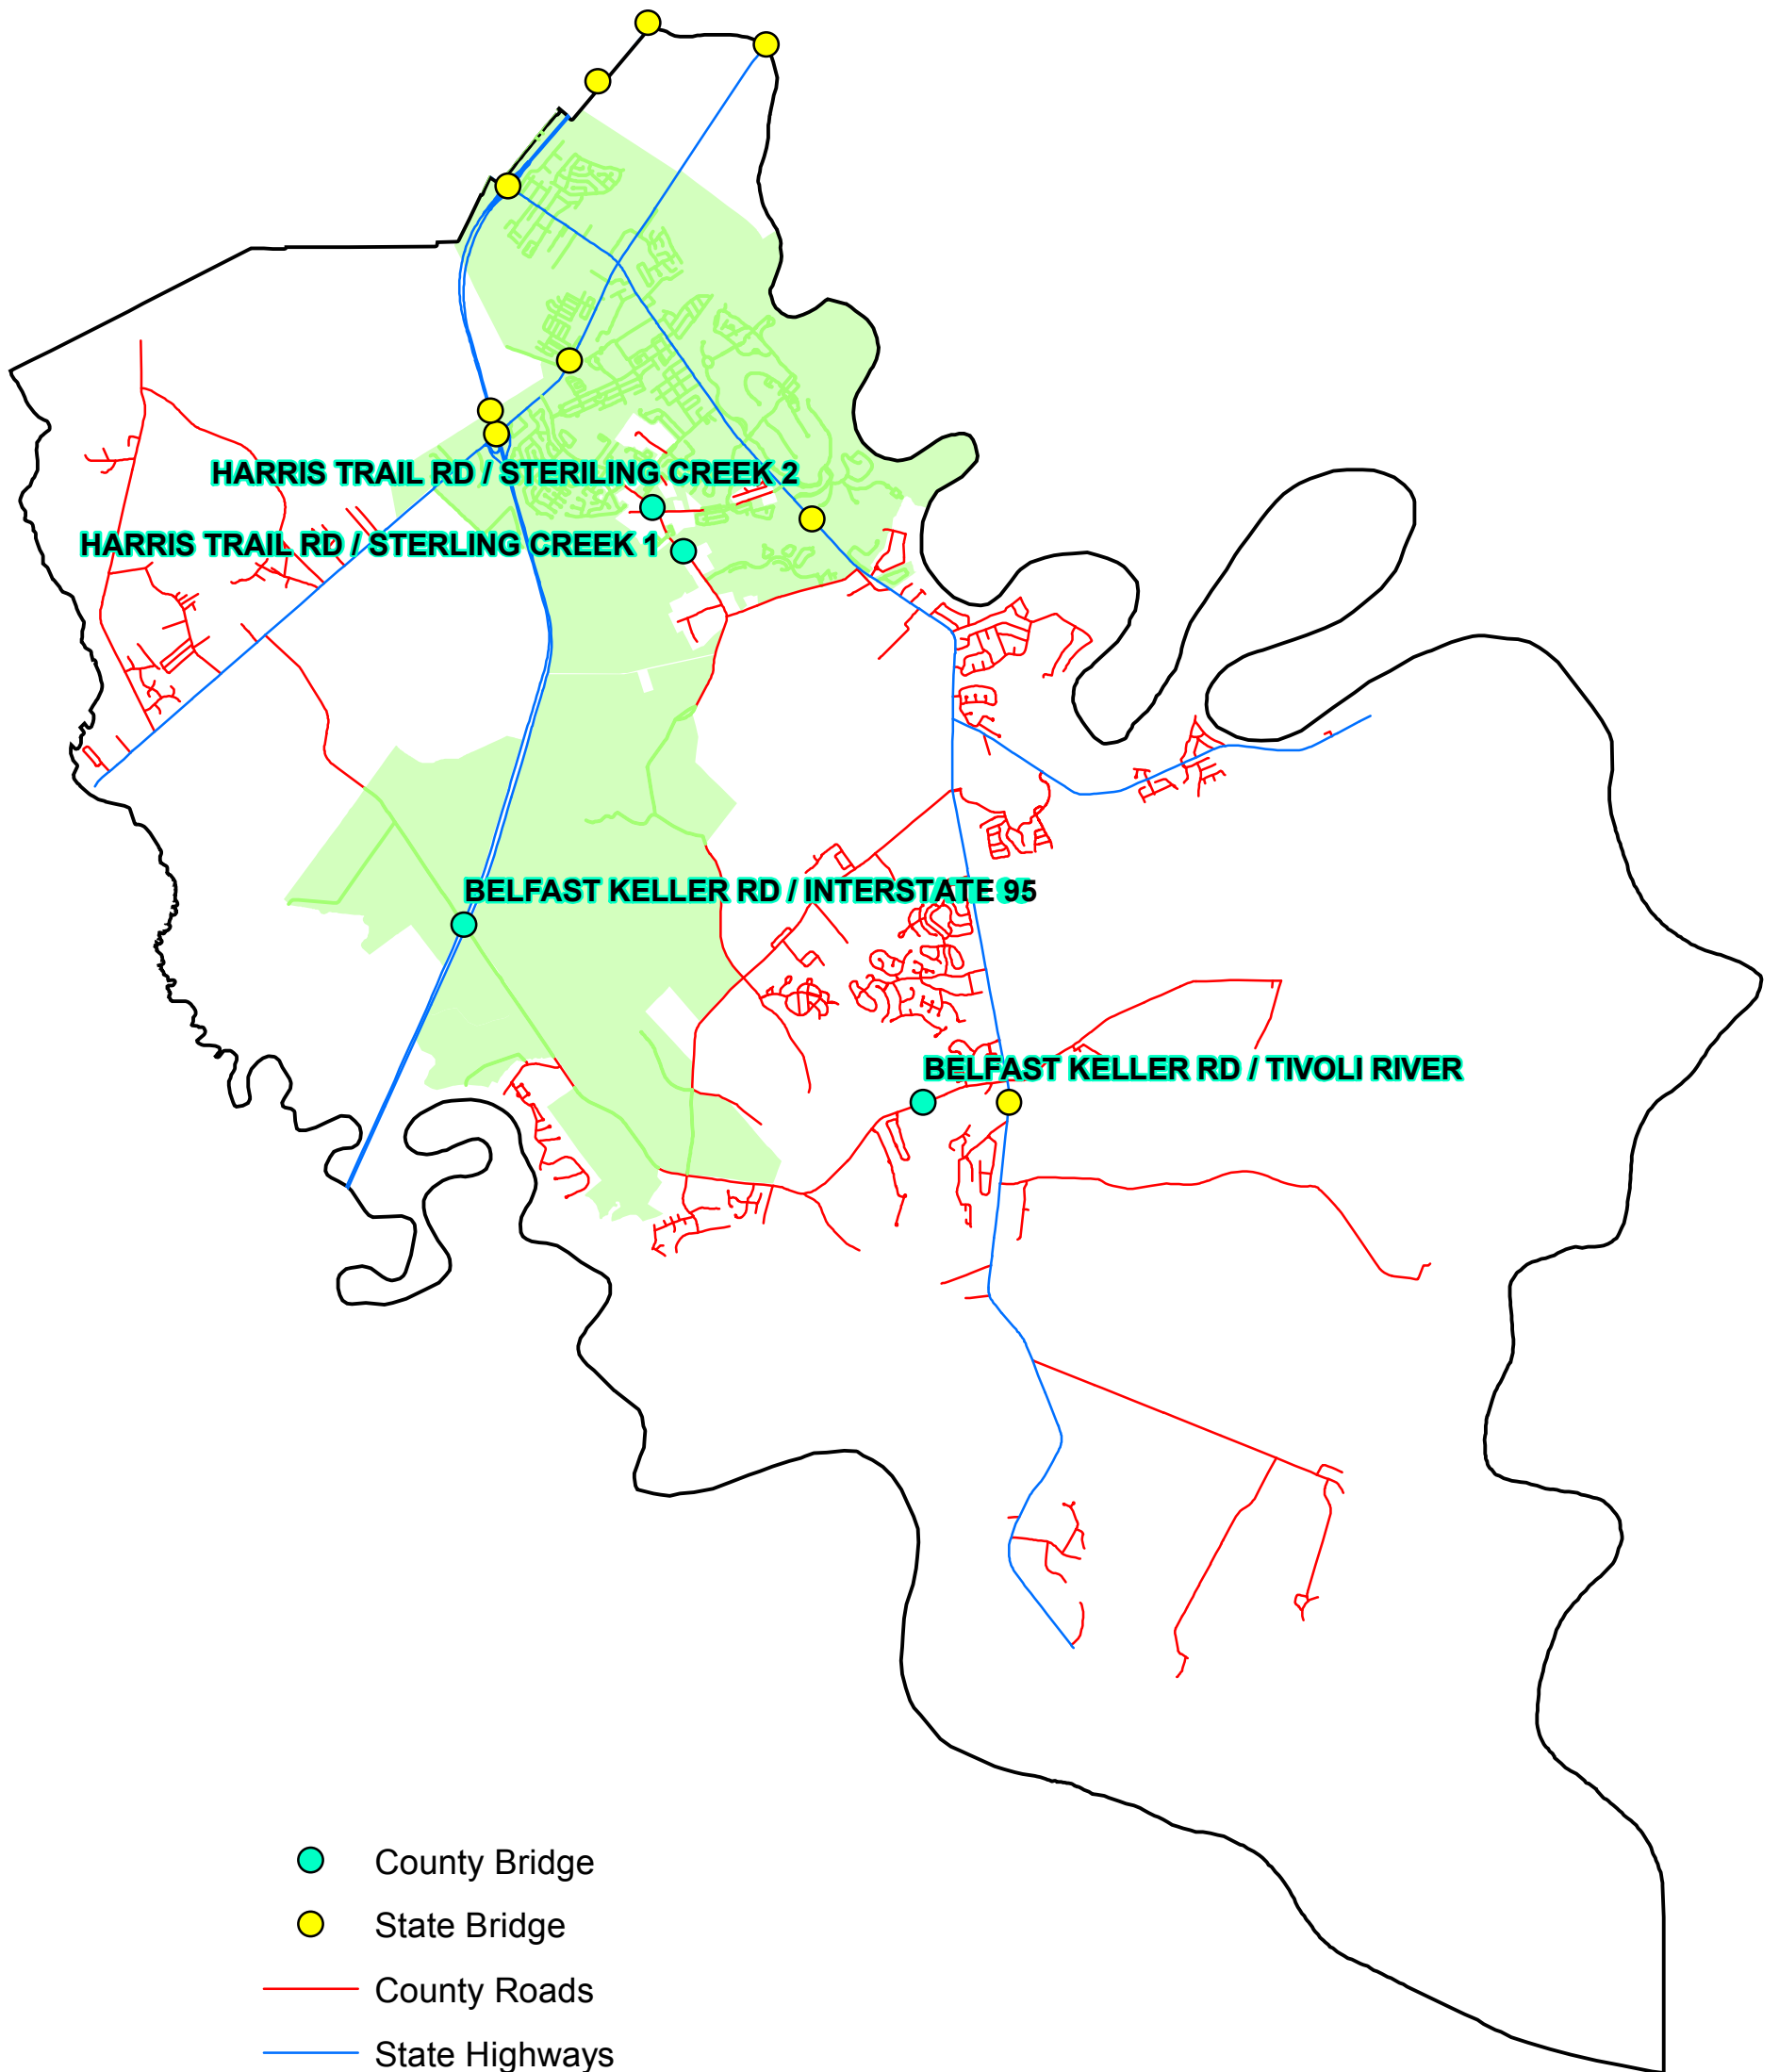 HARRIS TRAIL RD / STERILING CREEK 2
HARRIS TRAIL RD / STERLING CREEK 1
BELFAST KELLER RD / INTERSTATE 95
BELFAST KELLER RD / TIVOLI RIVER
County Bridge
State Bridge
County Roads
State Highways